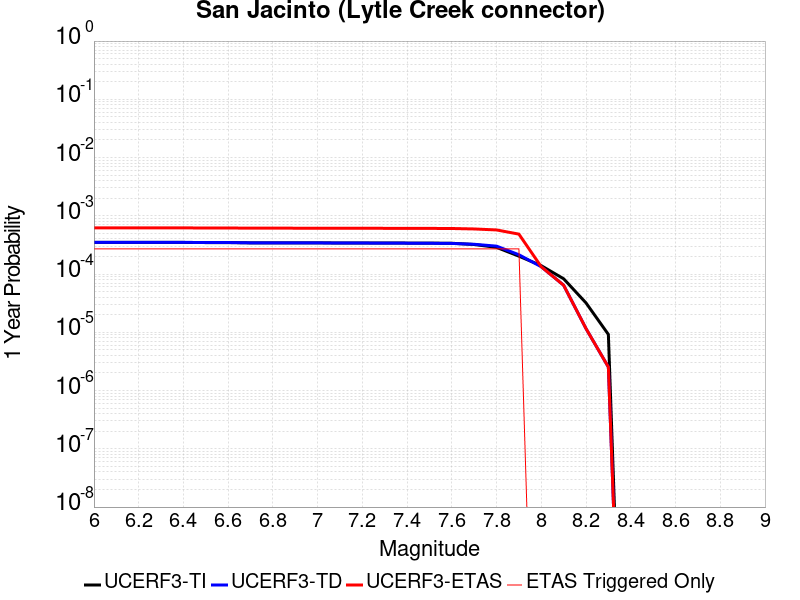 San Jacinto (Lytle Creek connector)
10^0
10^-1
10^-2
10^-3
10^-4
10^-5
10^-6
10^-7
10^-8
1 Year Probability
6 6.2 6.4 6.6 6.8 7 7.2 7.4 7.6 7.8 8 8.2 8.4 8.6 8.8 9
Magnitude
UCERF3-TI UCERF3-TD UCERF3-ETAS ETAS Triggered Only